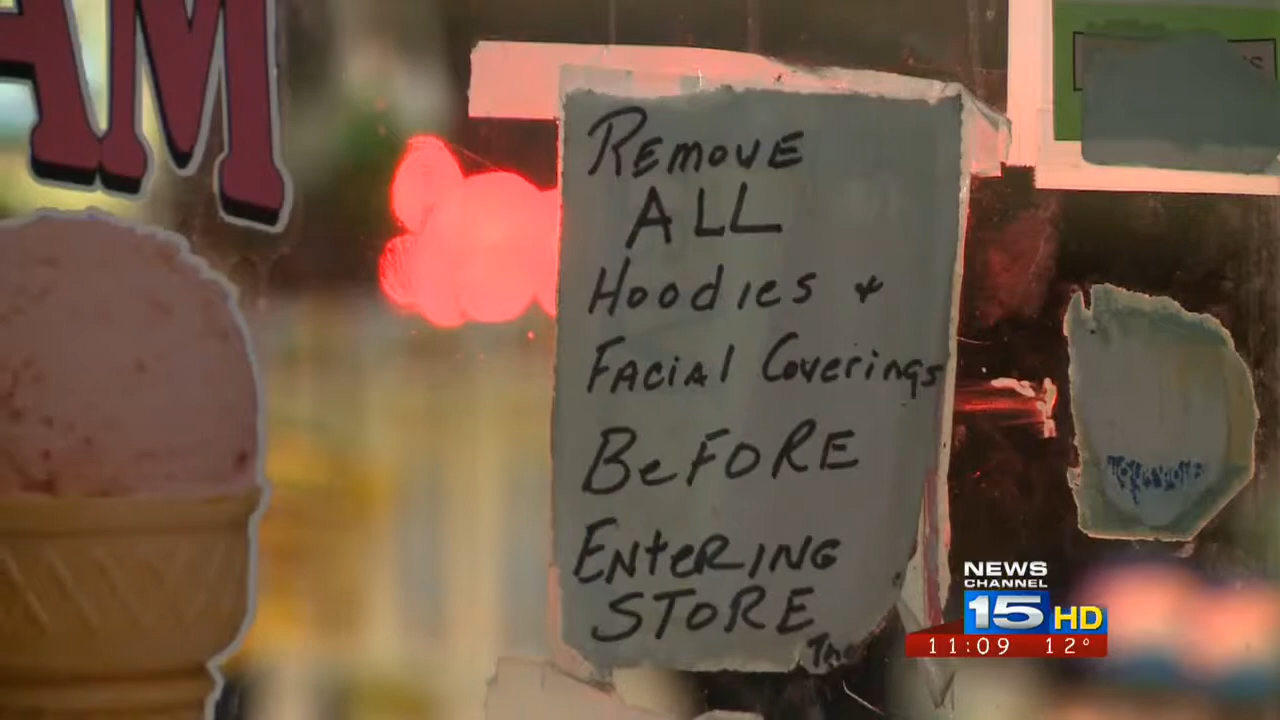 AM
REMOVE
ALL
Hoodies &
FACIAl Coverings
BeFORE
ENteRING
STORE
NEWS
CHANNEL
15 HD
11:09 12°